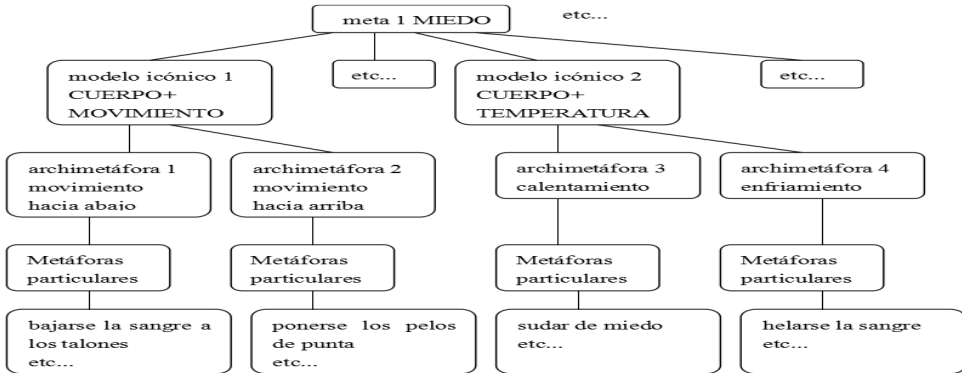 meta 1 MIEDO
etc...
modelo icónico 1
CUERPO+
MOVIMIENTO
etc...
modelo icónico 2
CUERPO+
TEMPERATURA
etc...
archimetáfora 1
movimiento
hacia abajo
archimetáfora 2
movimiento
hacia arriba
archimetáfora 3
calentamiento
archimetáfora 4
enfriamiento
Metáforas
particulares
Metáforas
particulares
Metáforas
particulares
Metáforas
particulares
bajarse la sangre a
los talones
etc...
ponerse los pelos
de punta
etc...
sudar de miedo
etc...
helarse la sangre
etc...